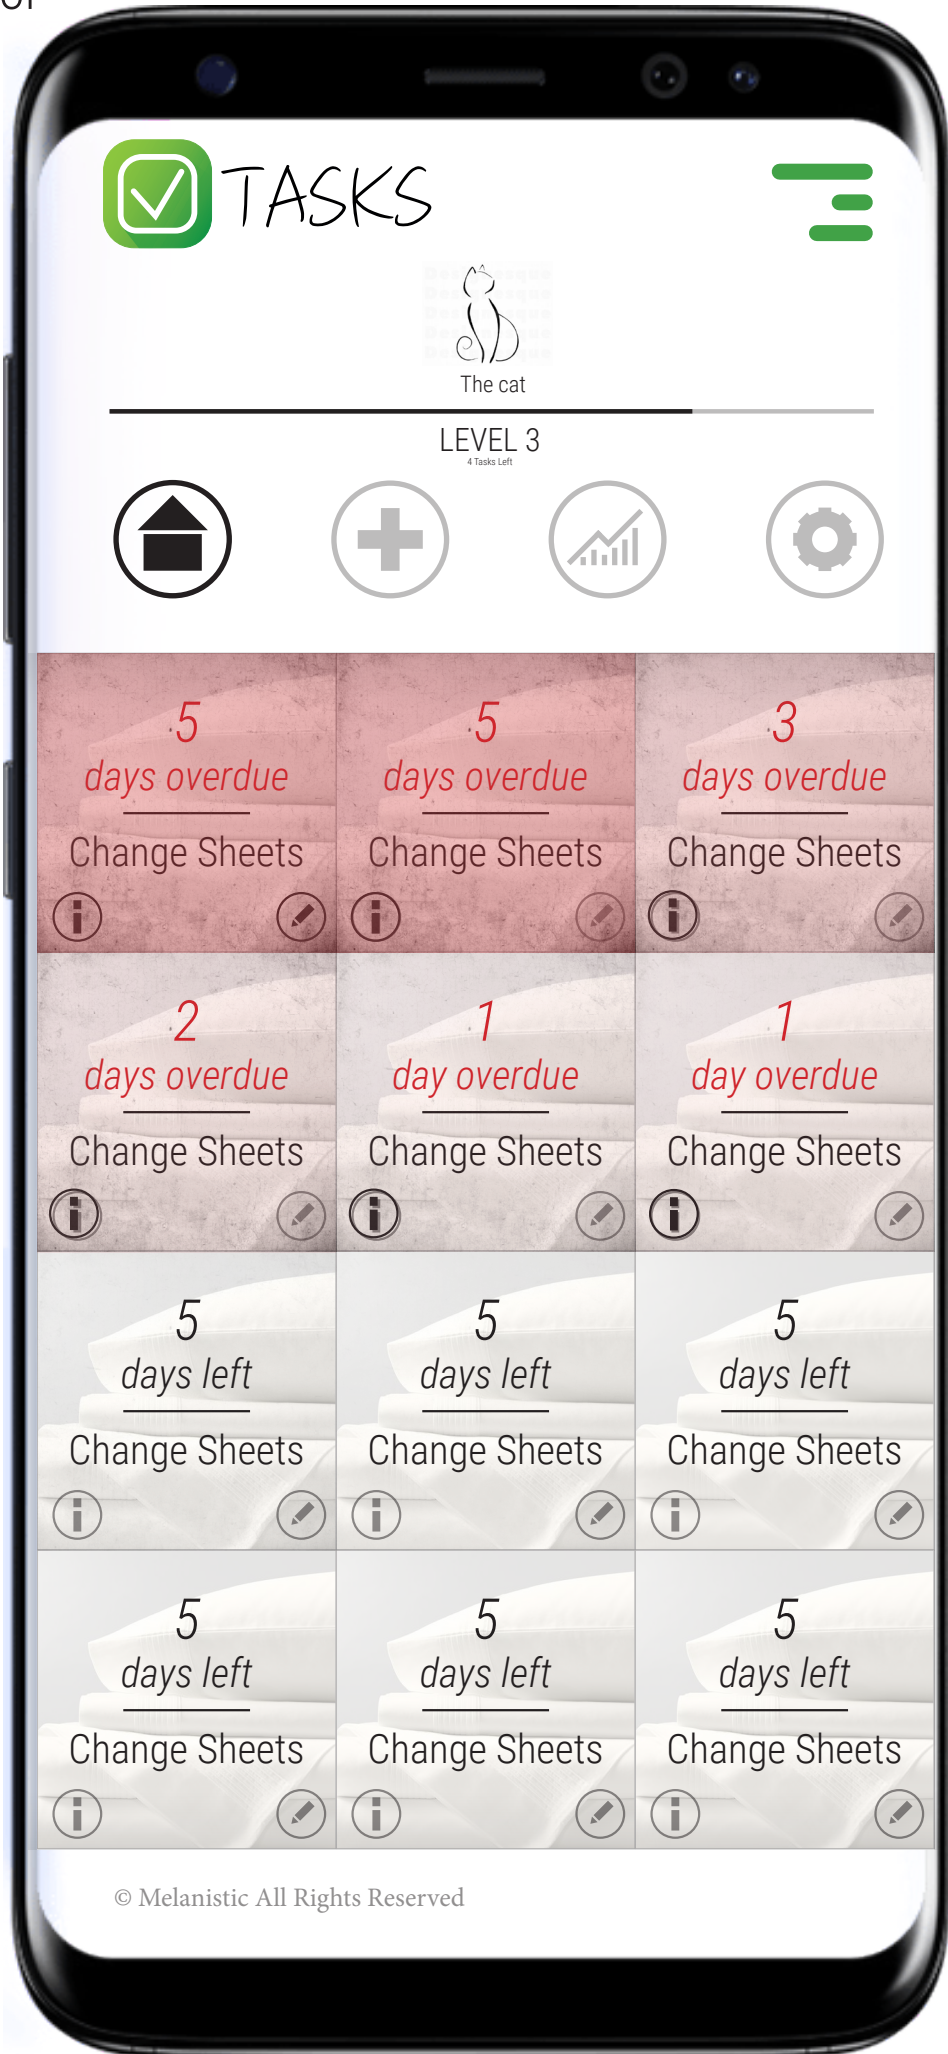 TASKS
The cat
LEVEL 3
4 Tasks Left
5
days overdue
Change Sheets
5
days overdue
Change Sheets
3
days overdue
Change Sheets
2
days overdue
Change Sheets
1
day overdue
Change Sheets
1
day overdue
Change Sheets
5
days left
Change Sheets
5
days left
Change Sheets
5
days left
Change Sheets
5
days left
Change Sheets
5
days left
Change Sheets
5
days left
Change Sheets
© Melanistic All Rights Reserved